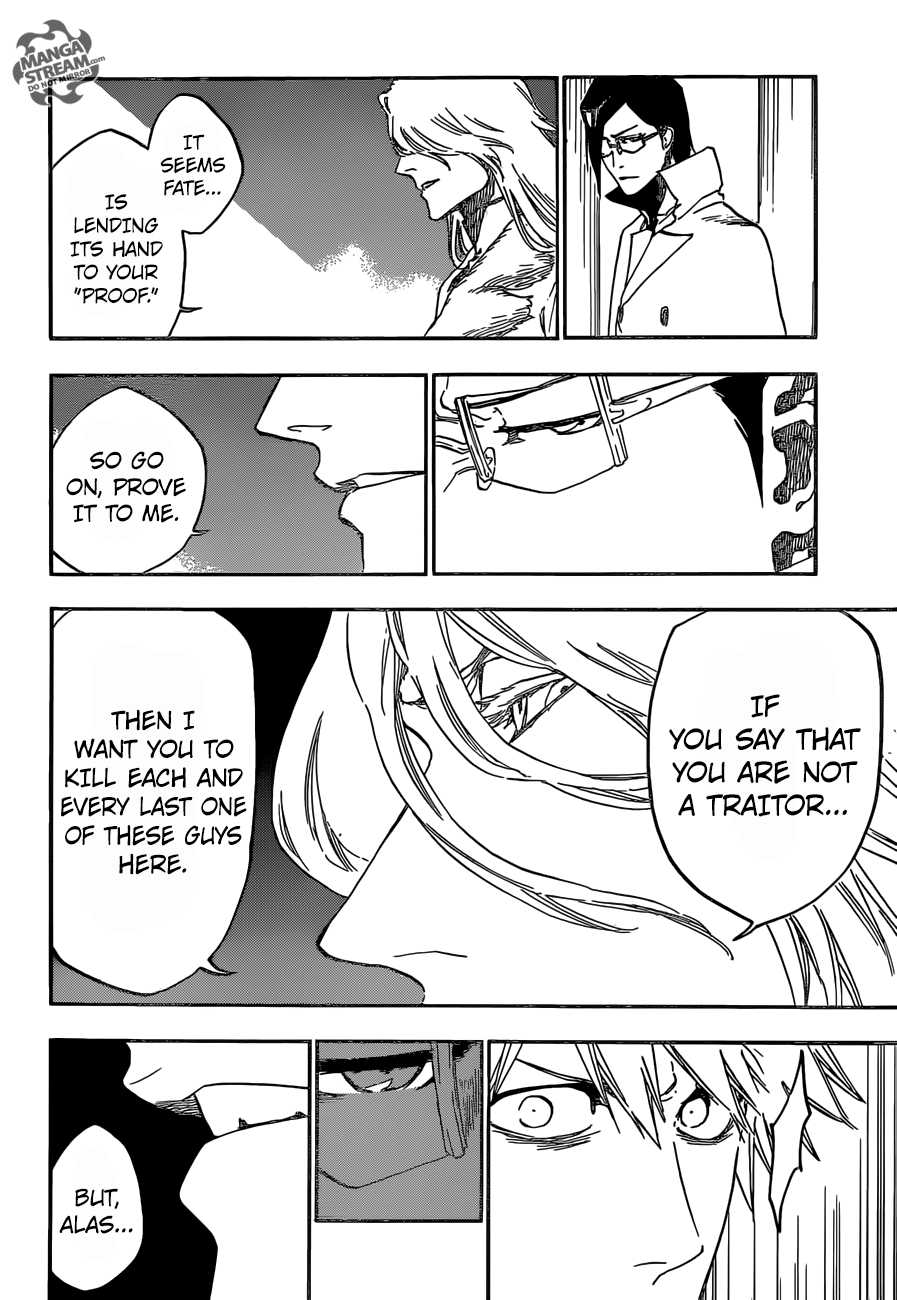 MANGA
STREAM.com
DO NOT MIRROR
IT
SEEMS
FATE...
IS
LENDING
ITS HAND
TO YOUR
"PROOF."
SO GO
ON, PROVE
IT TO ME.
IF
YOU SAY THAT
YOU ARE NOT
A TRAITOR...
THEN I
WANT YOU TO
KILL EACH AND
EVERY LAST ONE
OF THESE GUYS
HERE.
BUT,
ALAS...